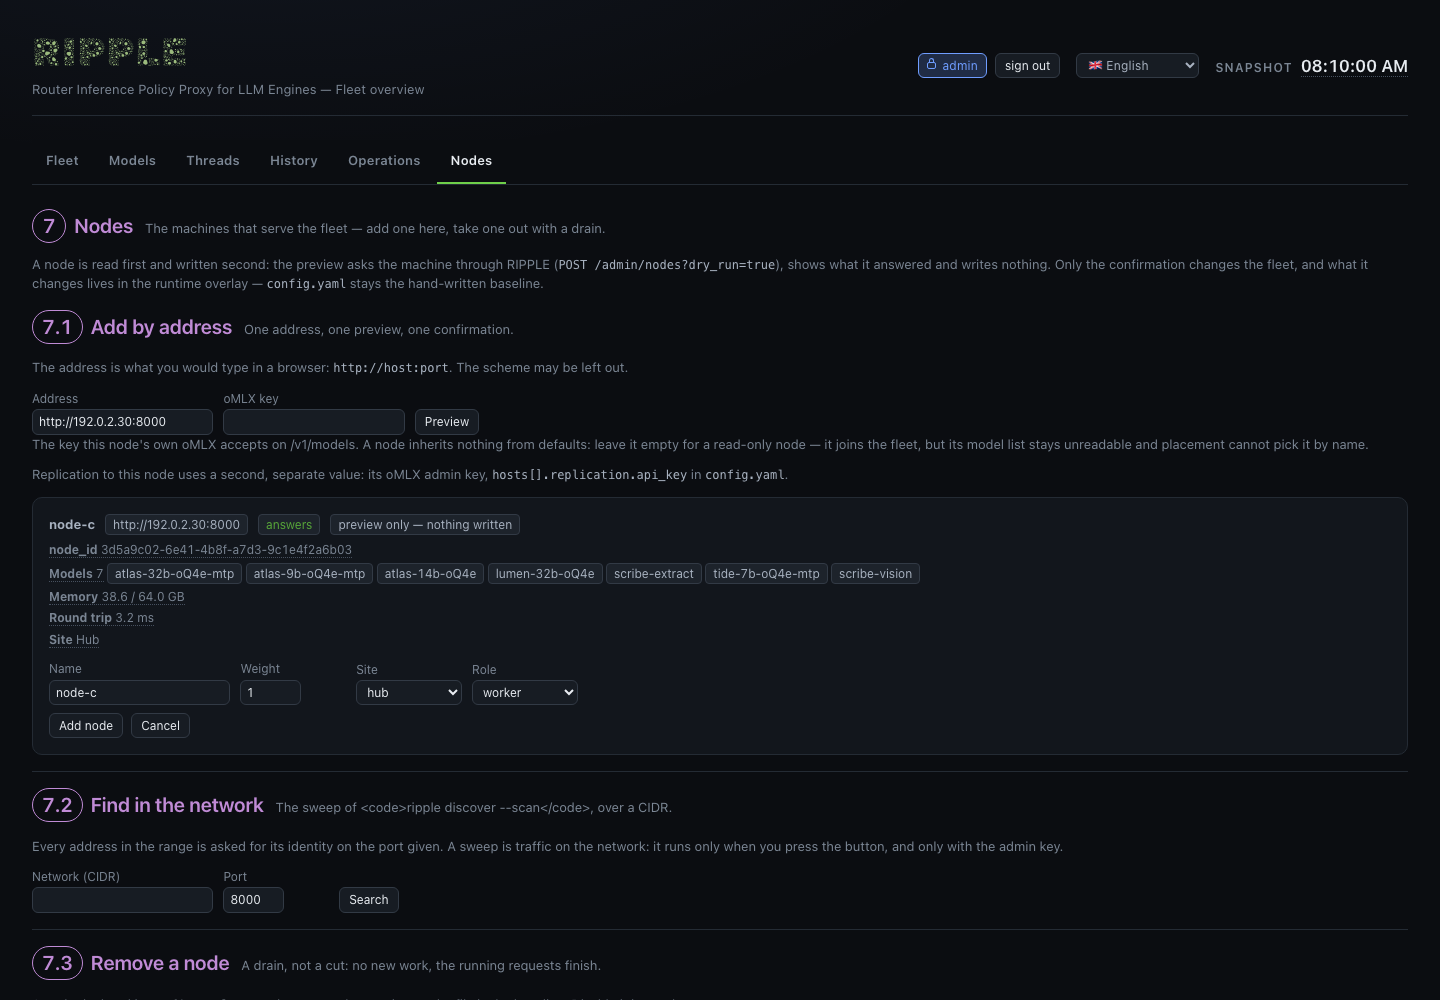 RIPPLE
Router Inference Policy Proxy for LLM Engines — Fleet overview
admin
sign out
English
SNAPSHOT 08:10:00 AM
Fleet Models Threads History Operations Nodes
7 Nodes The machines that serve the fleet — add one here, take one out with a drain.
A node is read first and written second: the preview asks the machine through RIPPLE (POST /admin/nodes?dry_run=true), shows what it answered and writes nothing. Only the confirmation changes the fleet, and what it
changes lives in the runtime overlay — config.yaml stays the hand-written baseline.
7.1 Add by address One address, one preview, one confirmation.
The address is what you would type in a browser: http://host:port. The scheme may be left out.
Address oMLX key
http://192.0.2.30:8000 Preview
The key this node's own oMLX accepts on /v1/models. A node inherits nothing from defaults: leave it empty for a read-only node — it joins the fleet, but its model list stays unreadable and placement cannot pick it by name.
Replication to this node uses a second, separate value: its oMLX admin key, hosts[].replication.api_key in config.yaml.
node-c http://192.0.2.30:8000 answers preview only — nothing written
node_id 3d5a9c02-6e41-4b8f-a7d3-9c1e4f2a6b03
Models 7 atlas-32b-oQ4e-mtp atlas-9b-oQ4e-mtp atlas-14b-oQ4e lumen-32b-oQ4e scribe-extract tide-7b-oQ4e-mtp scribe-vision
Memory 38.6 / 64.0 GB
Round trip 3.2 ms
Site Hub
Name Weight Site Role
node-c 1 hub worker
Add node Cancel
7.2 Find in the network The sweep of <code>ripple discover --scan</code>, over a CIDR.
Every address in the range is asked for its identity on the port given. A sweep is traffic on the network: it runs only when you press the button, and only with the admin key.
Network (CIDR) Port
8000 Search
7.3 Remove a node A drain, not a cut: no new work, the running requests finish.